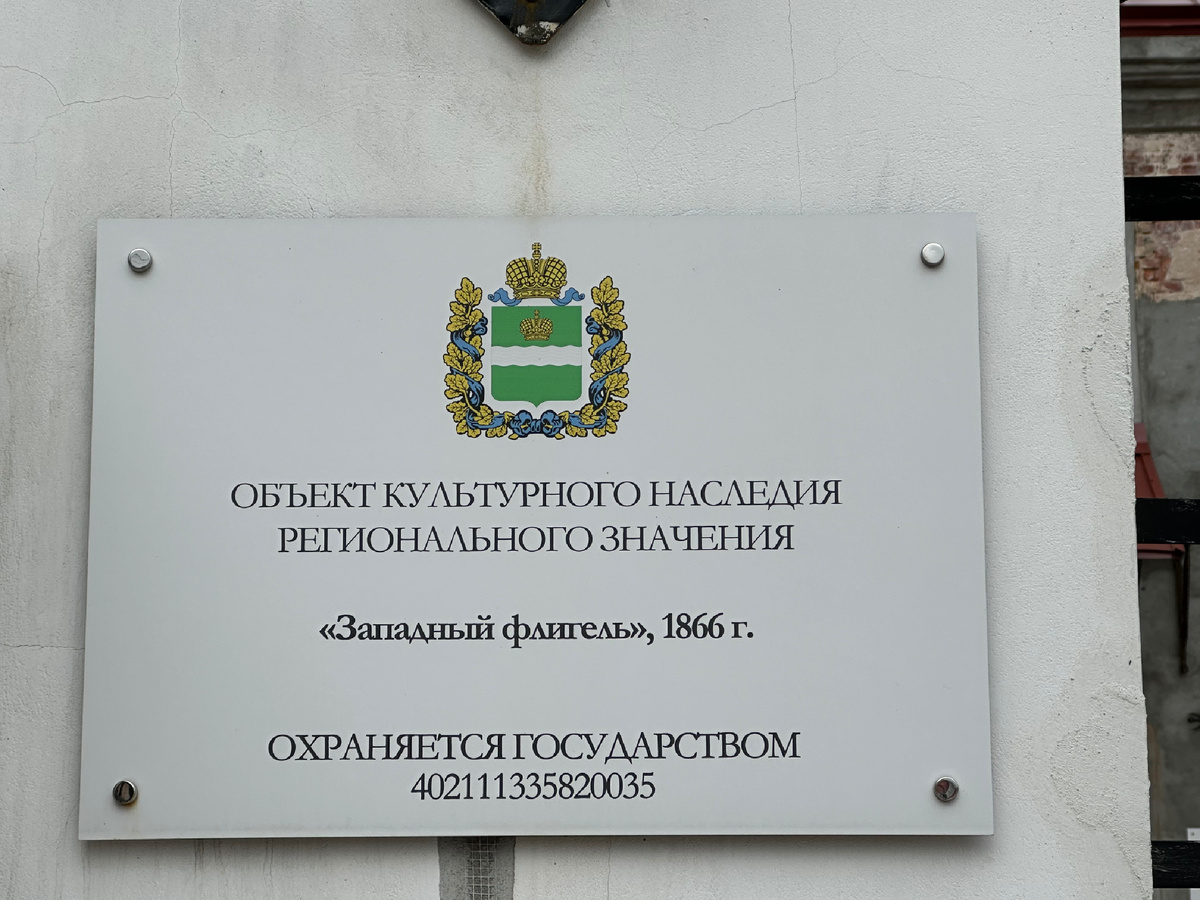 ОБЪЕКТ КУЛЬТУРНОГО НАСЛЕДИЯ
РЕГИОНАЛЬНОГО ЗНАЧЕНИЯ
«Западный флигель», 1866 г.
ОХРАНЯЕТСЯ ГОСУДАРСТВОМ
402111335820035